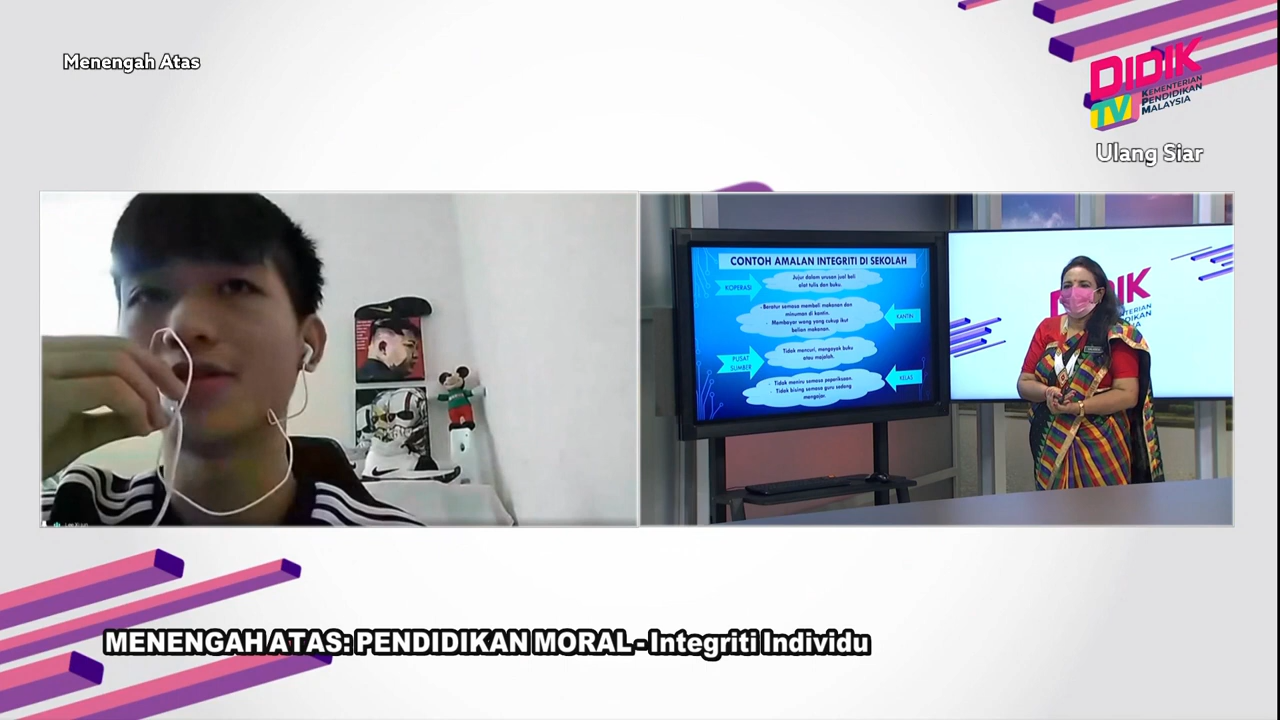 Menengah Atas
DIDIK
TV
KEMENTERIAN
PENDIDIKAN
MALAYSIA
Ulang Siar
CONTOH AMALAN INTEGRITI DI SEKOLAH
KOPERASI
Jujur dalam urusan jual beli
alat tulis dan buku.
- Beratur semasa membeli makanan dan
minuman di kantin.
- Membayar wang yang cukup ikut
belian makanan.
KANTIN
PUSAT
SUMBER
Tidak mencuri, mengoyak buku
atau majalah.
- Tidak meniru semasa peperiksaan.
- Tidak bising semasa guru sedang
mengajar.
KELAS
DIDIK
MENENGAH ATAS: PENDIDIKAN MORAL - Integriti Individu